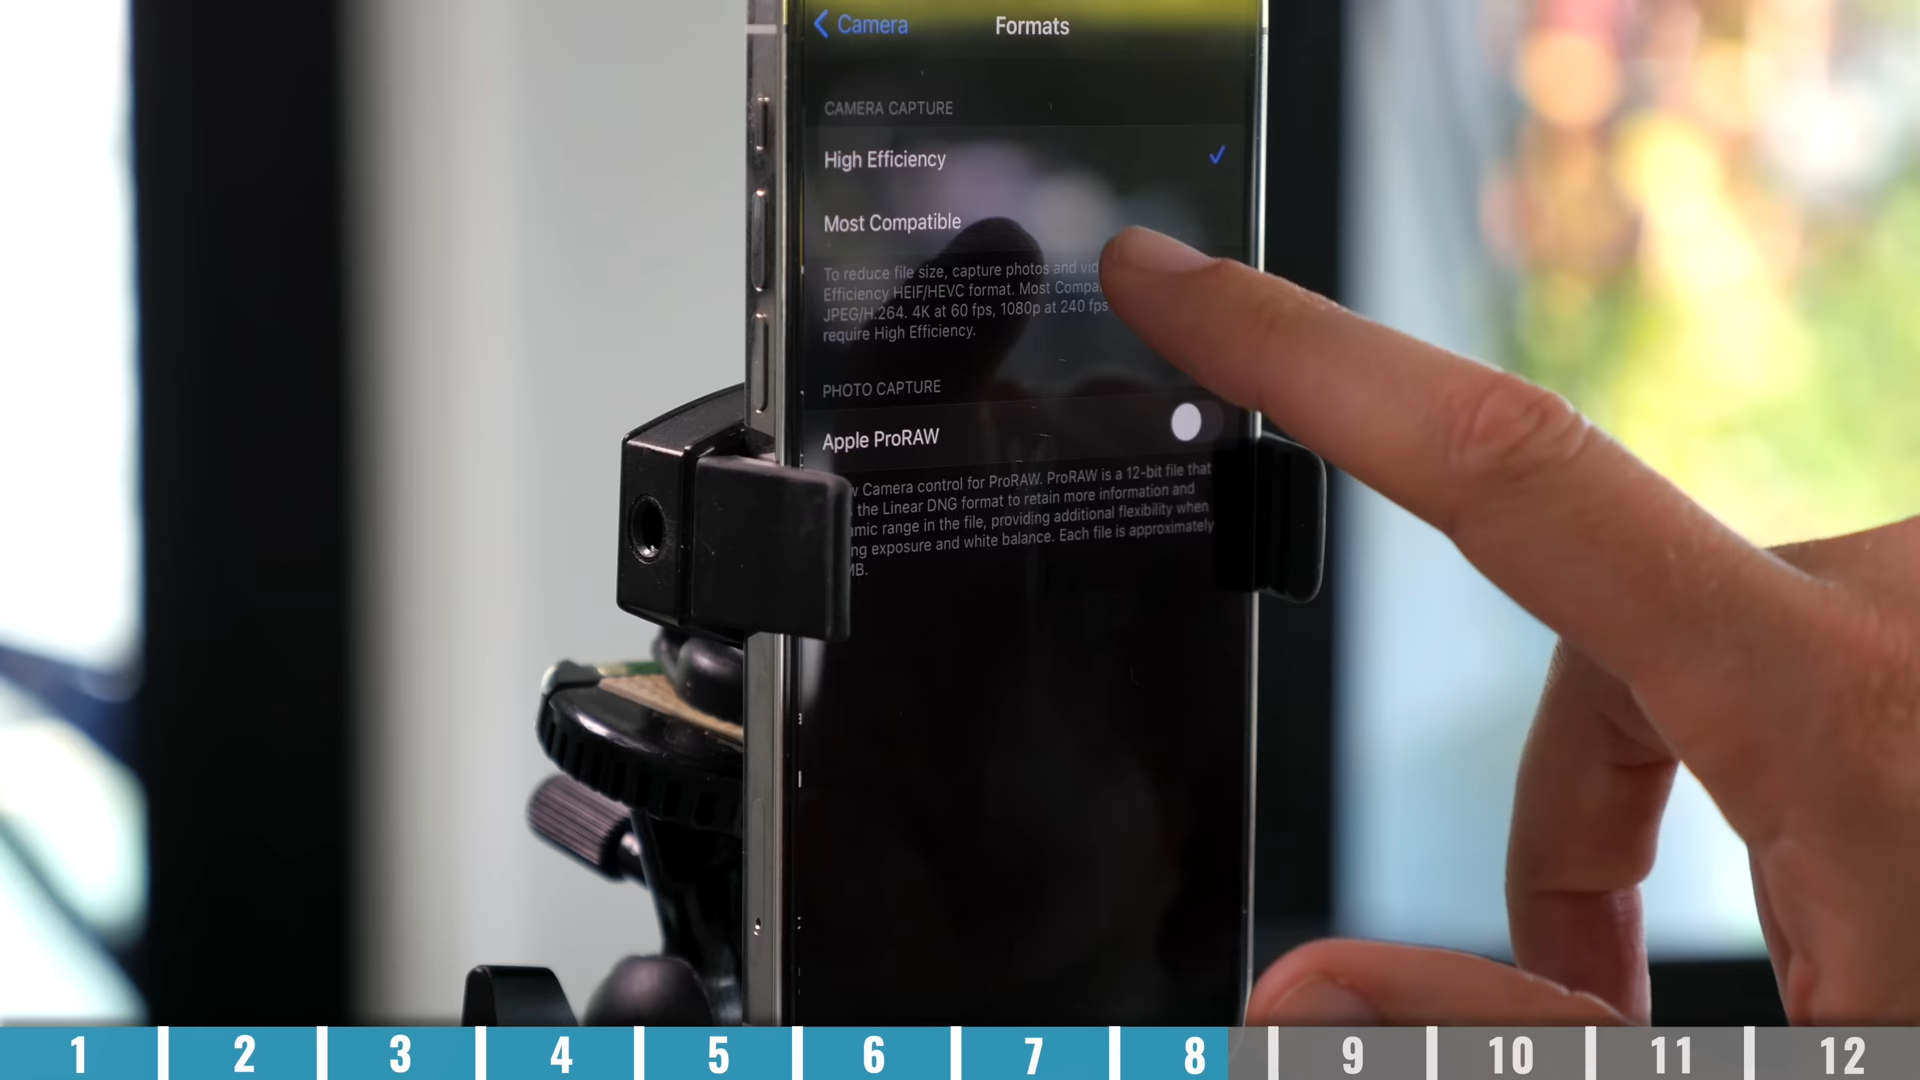 Camera
Formats
CAMERA CAPTURE
High Efficiency
Most Compatible
To reduce file size, capture photos and
Efficiency HEIF/HEVC format. Most
JPEG/H.264. 4K at 60 fps, 1080p at 240 fps
require High Efficiency.
PHOTO CAPTURE
Apple ProRAW
Camera control for ProRAW. ProRAW is a 12-bit file that
the Linear DNG format to retain more information and
range in the file, providing additional flexibility when
exposure and white balance. Each file is approximately
MB.
1 2 3 4 5 6 7 8 9 10 11 12